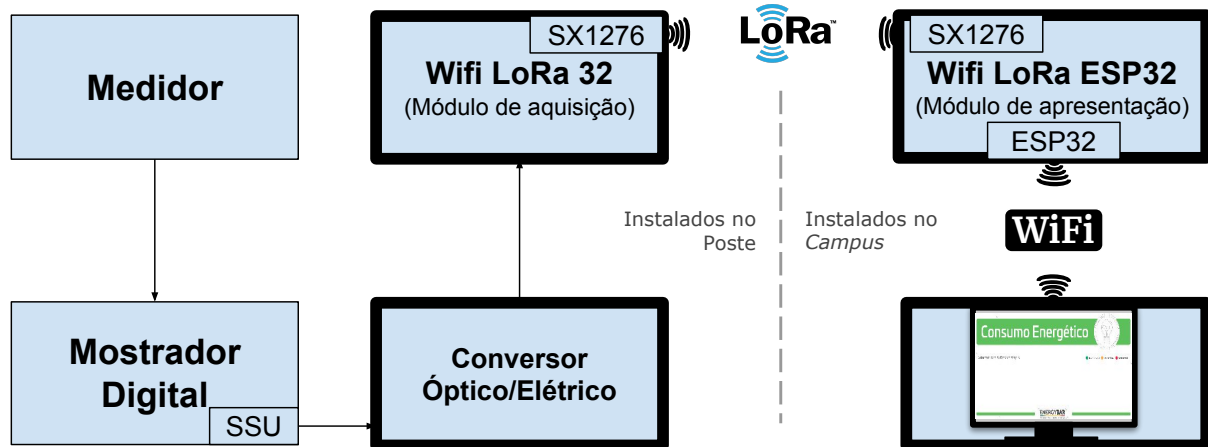 Medidor
SX1276
Wifi LoRa 32
(Módulo de aquisição)
LoRa™
SX1276
Wifi LoRa ESP32
(Módulo de apresentação)
ESP32
Instalados no
Poste
Instalados no
Campus
WiFi
Mostrador
Digital
SSU
Conversor
Óptico/Elétrico
Consumo Energético